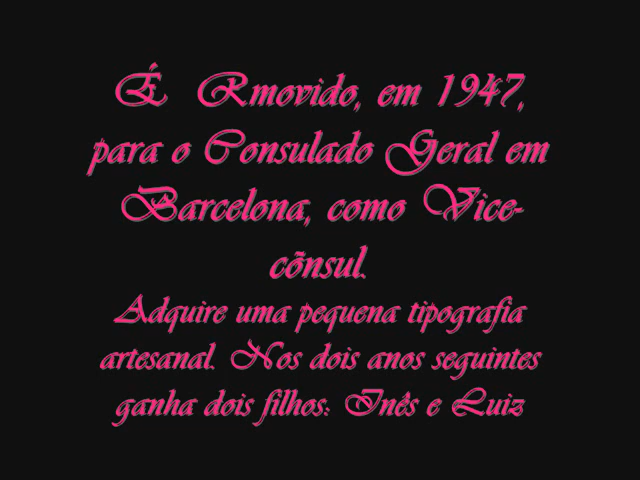 É Rmovido, em 1947,
para o Consulado Geral em
Barcelona, como Vice-
cõnsul.
Adquire uma pequena tipografia
artesanal. Nos dois anos seguintes
ganha dois filhos: Inês e Luiz